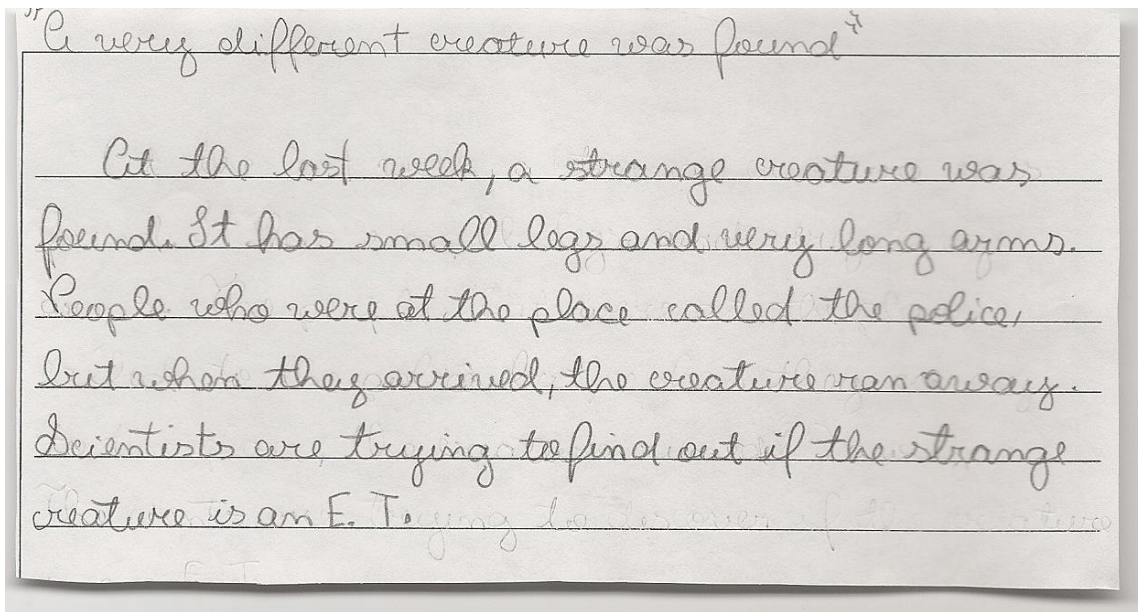 "A very different creature was found"
At the last week, a strange creature was
found. It has small legs and very long arms.
People who were at the place called the police,
but when they arrived, the creature ran away.
Scientists are trying to find out if the strange
creature is an E. T.